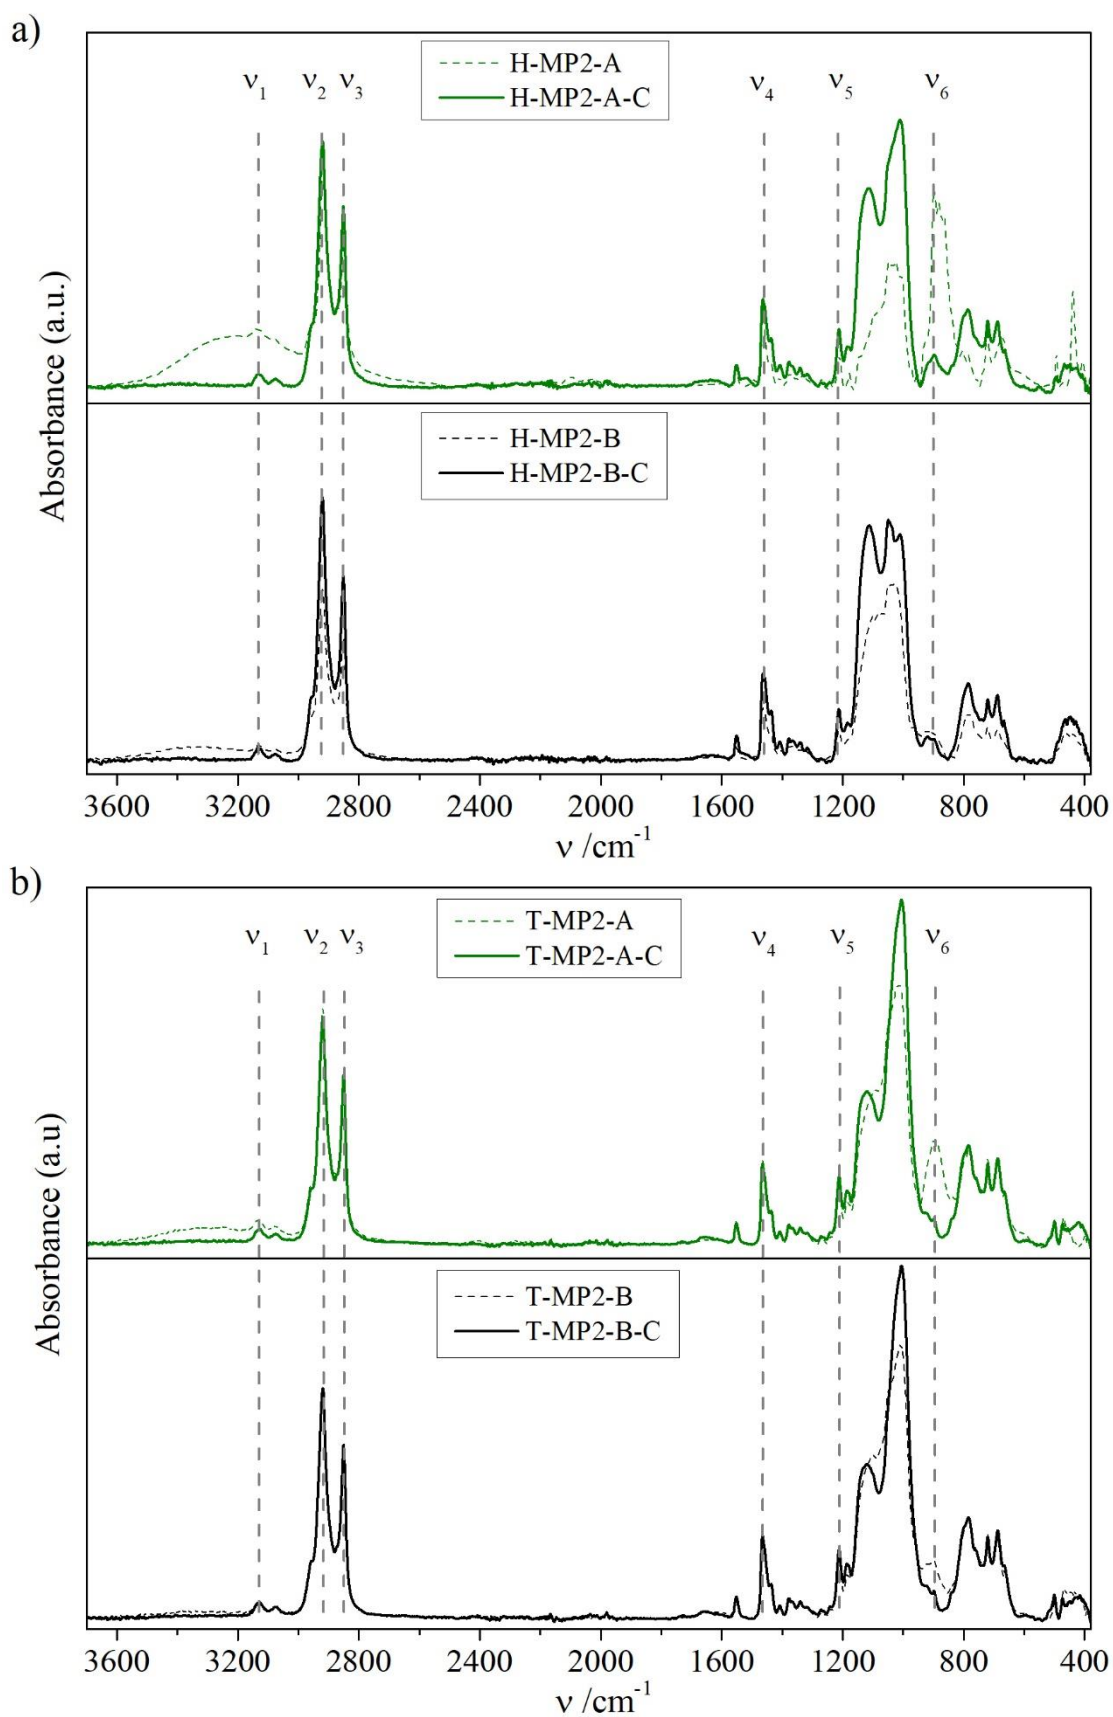 a)
H-MP2-A
H-MP2-A-C
ν1 ν2 ν3 ν4 ν5 ν6
Absorbance (a.u.)
H-MP2-B
H-MP2-B-C
3600 3200 2800 2400 2000 1600 1200 800 400
ν /cm-1
b)
T-MP2-A
T-MP2-A-C
ν1 ν2 ν3 ν4 ν5 ν6
Absorbance (a.u)
T-MP2-B
T-MP2-B-C
3600 3200 2800 2400 2000 1600 1200 800 400
ν /cm-1